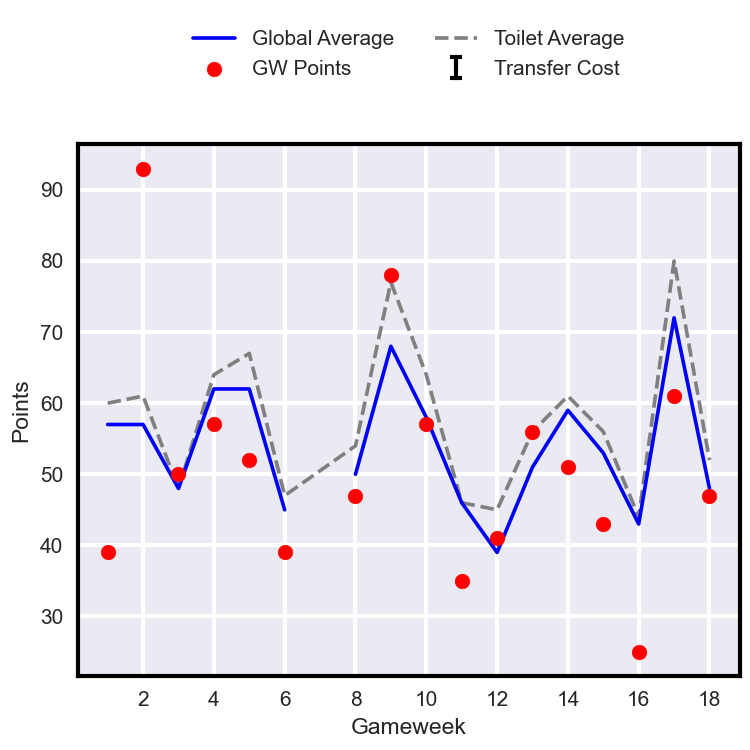 Global Average
Toilet Average
GW Points
Transfer Cost
90
80
70
60
50
40
30
Points
2 4 6 8 10 12 14 16 18
Gameweek